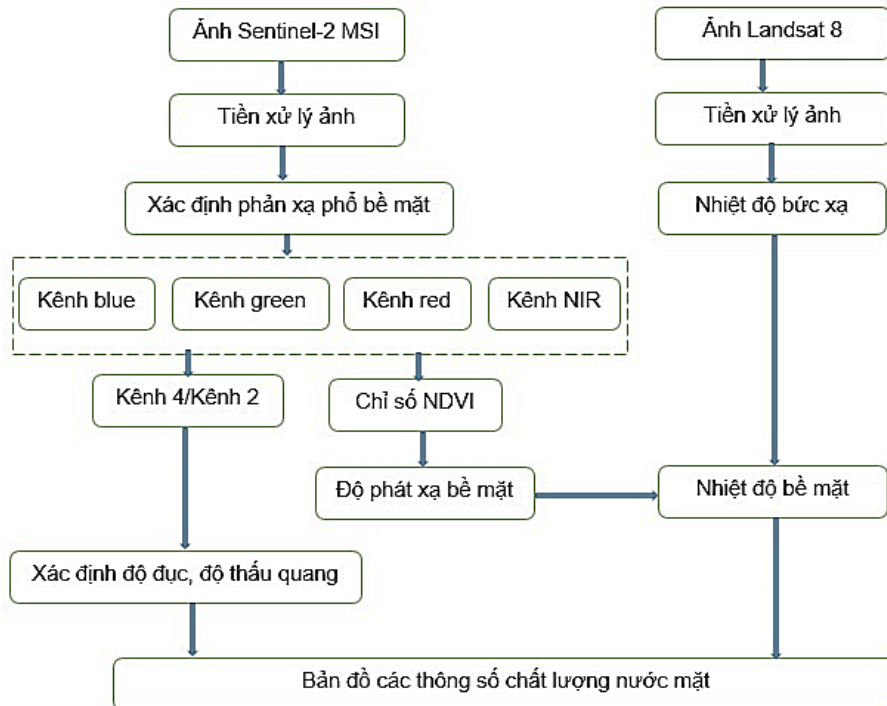 Ảnh Sentinel-2 MSI
Ảnh Landsat 8
Tiền xử lý ảnh
Tiền xử lý ảnh
Xác định phản xạ phổ bề mặt
Nhiệt độ bức xạ
Kênh blue
Kênh green
Kênh red
Kênh NIR
Kênh 4/Kênh 2
Chỉ số NDVI
Độ phát xạ bề mặt
Nhiệt độ bề mặt
Xác định độ đục, độ thấu quang
Bản đồ các thông số chất lượng nước mặt